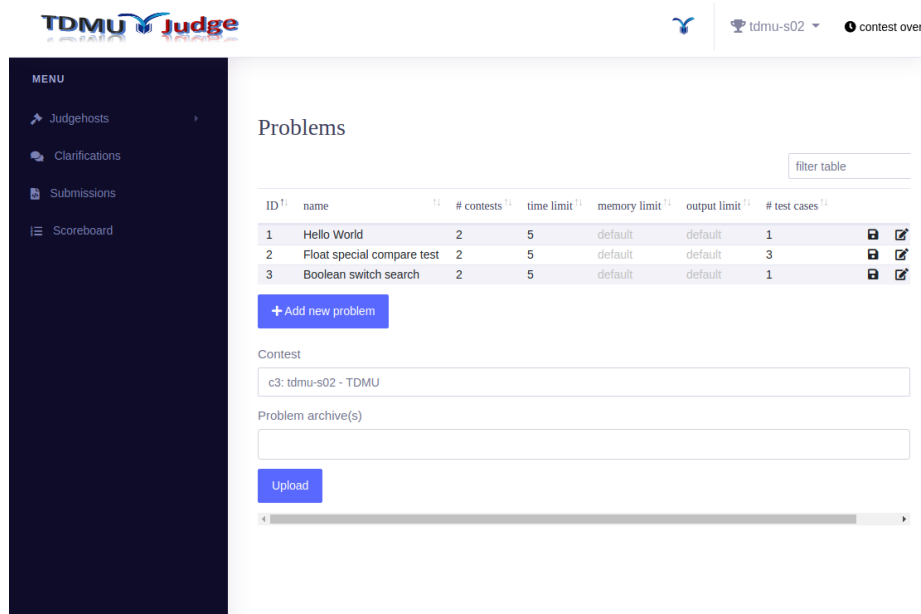 TDMU Judge
tdmu-s02
contest over
MENU
Judgehosts
Clarifications
Submissions
Scoreboard
Problems
filter table
ID name # contests time limit memory limit output limit # test cases
1 Hello World 2 5 default default 1
2 Float special compare test 2 5 default default 3
3 Boolean switch search 2 5 default default 1
Add new problem
Contest
c3: tdmu-s02 - TDMU
Problem archive(s)
Upload